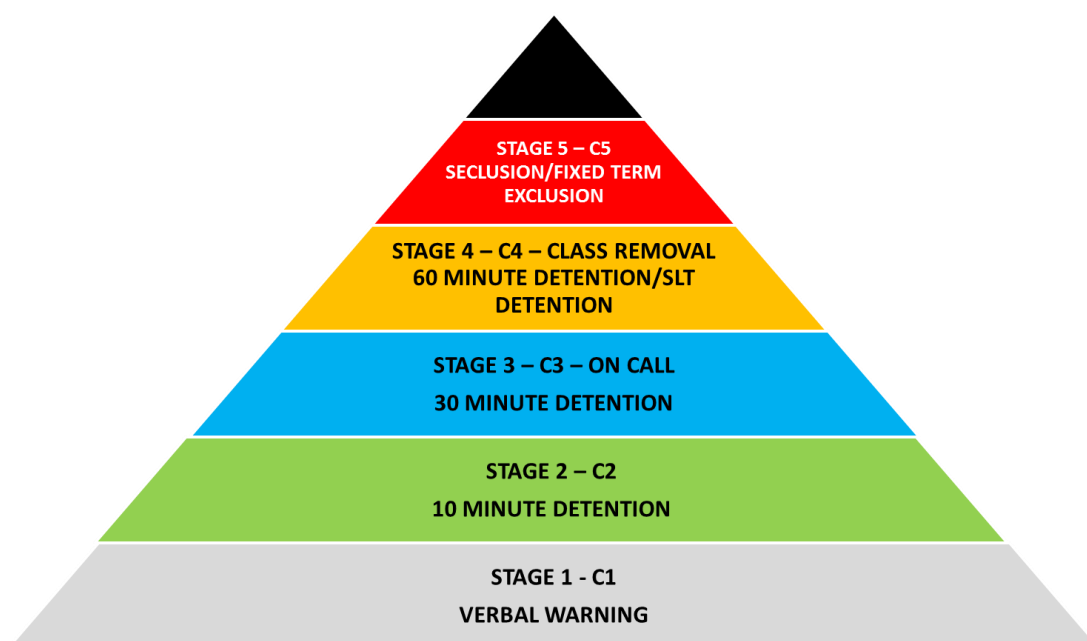 STAGE 5 – C5
SECLUSION/FIXED TERM
EXCLUSION
STAGE 4 – C4 – CLASS REMOVAL
60 MINUTE DETENTION/SLT
DETENTION
STAGE 3 – C3 – ON CALL
30 MINUTE DETENTION
STAGE 2 – C2
10 MINUTE DETENTION
STAGE 1 - C1
VERBAL WARNING